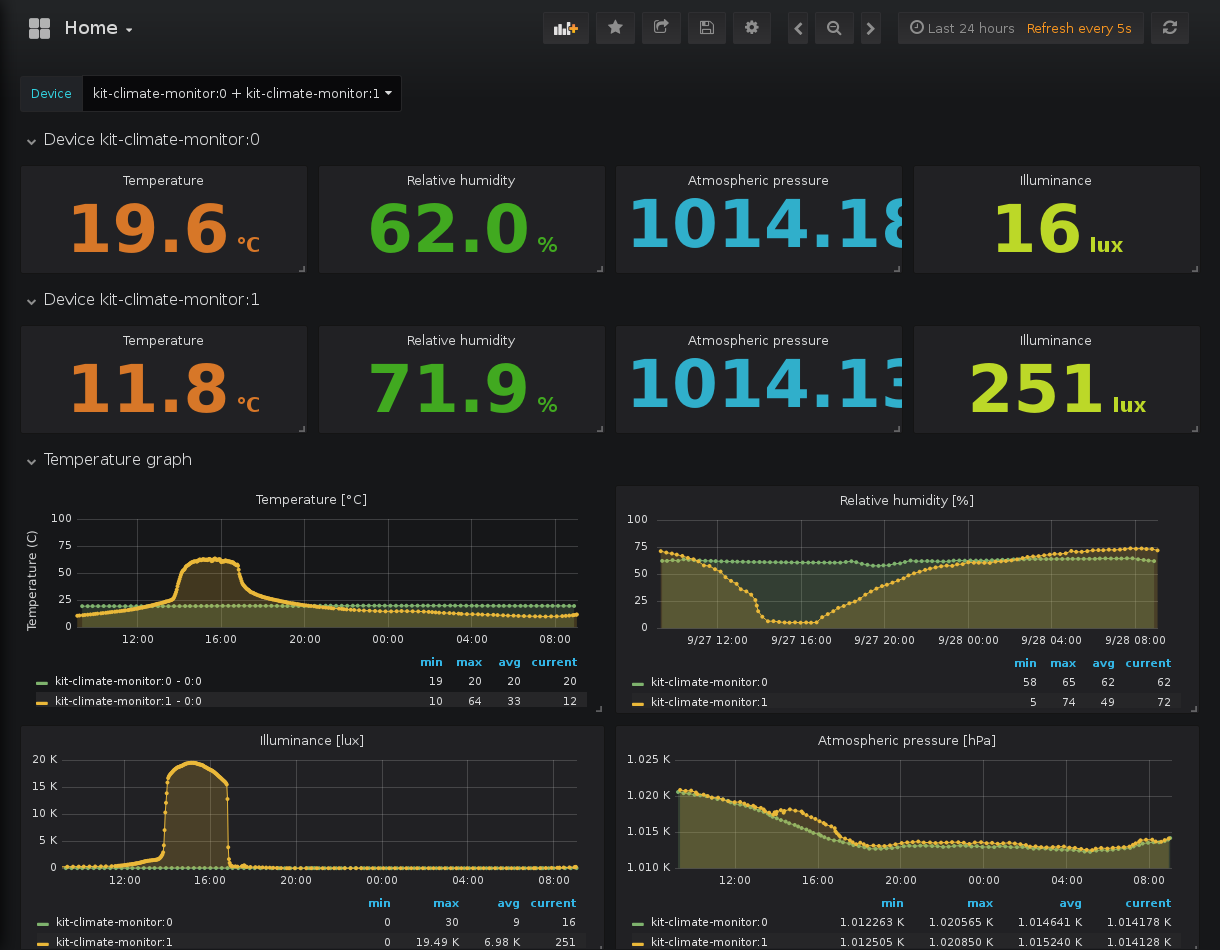 Home
Last 24 hours Refresh every 5s
Device kit-climate-monitor:0 + kit-climate-monitor:1
Device kit-climate-monitor:0
Temperature Relative humidity Atmospheric pressure Illuminance
19.6 °C 62.0 % 1014.18 16 lux
Device kit-climate-monitor:1
Temperature Relative humidity Atmospheric pressure Illuminance
11.8 °C 71.9 % 1014.13 251 lux
Temperature graph
Temperature [°C]
Temperature (C)
100
75
50
25
0
12:00 16:00 20:00 00:00 04:00 08:00
min max avg current
kit-climate-monitor:0 - 0:0 19 20 20 20
kit-climate-monitor:1 - 0:0 10 64 33 12
Relative humidity [%]
100
75
50
25
0
9/27 12:00 9/27 16:00 9/27 20:00 9/28 00:00 9/28 04:00 9/28 08:00
min max avg current
kit-climate-monitor:0 58 65 62 62
kit-climate-monitor:1 5 74 49 72
Illuminance [lux]
20 K
15 K
10 K
5 K
0
12:00 16:00 20:00 00:00 04:00 08:00
min max avg current
kit-climate-monitor:0 0 30 9 16
kit-climate-monitor:1 0 19.49 K 6.98 K 251
Atmospheric pressure [hPa]
1.025 K
1.020 K
1.015 K
1.010 K
12:00 16:00 20:00 00:00 04:00 08:00
min max avg current
kit-climate-monitor:0 1.012263 K 1.020565 K 1.014641 K 1.014178 K
kit-climate-monitor:1 1.012505 K 1.020850 K 1.015240 K 1.014128 K